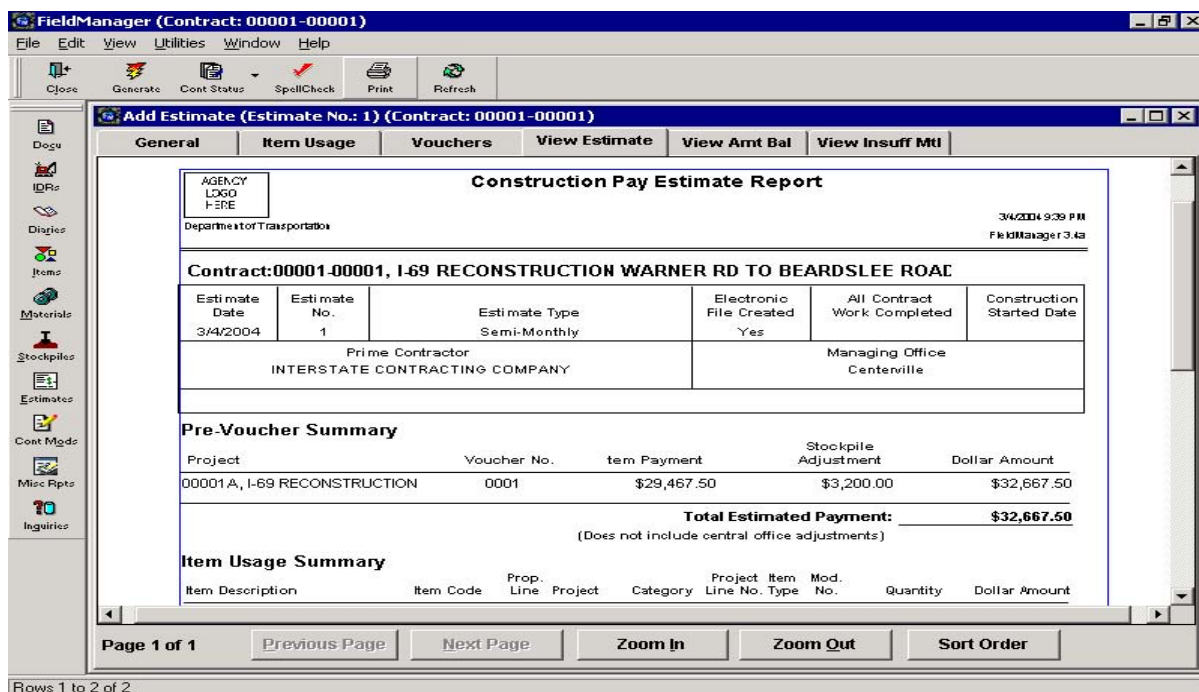 FieldManager (Contract: 00001-00001)
File Edit View Utilities Window Help
Close Generate Cont Status SpellCheck Print Refresh
Add Estimate (Estimate No.: 1) (Contract: 00001-00001)
General Item Usage Vouchers View Estimate View Amt Bal View Insuff Mtl
Docu
IDRs
Diaries
Items
Materials
Stockpiles
Estimates
Cont Mods
Misc Rpts
Inquiries
AGENCY
LOGO
HERE
Construction Pay Estimate Report
Department of Transportation
3/4/2004 9:39 PM
FieldManager 3.4a
Contract:00001-00001, I-69 RECONSTRUCTION WARNER RD TO BEARDSLEE ROAD
Estimate Date Estimate No. Estimate Type Electronic File Created All Contract Work Completed Construction Started Date
3/4/2004 1 Semi-Monthly Yes
Prime Contractor Managing Office
INTERSTATE CONTRACTING COMPANY Centerville
Pre-Voucher Summary
Project Voucher No. tem Payment Stockpile Adjustment Dollar Amount
00001A, I-69 RECONSTRUCTION 0001 $29,467.50 $3,200.00 $32,667.50
Total Estimated Payment: $32,667.50
(Does not include central office adjustments)
Item Usage Summary
Item Description Item Code Prop. Line Project Category Project Line No. Item Type Mod. No. Quantity Dollar Amount
Page 1 of 1 Previous Page Next Page Zoom In Zoom Out Sort Order
Rows 1 to 2 of 2